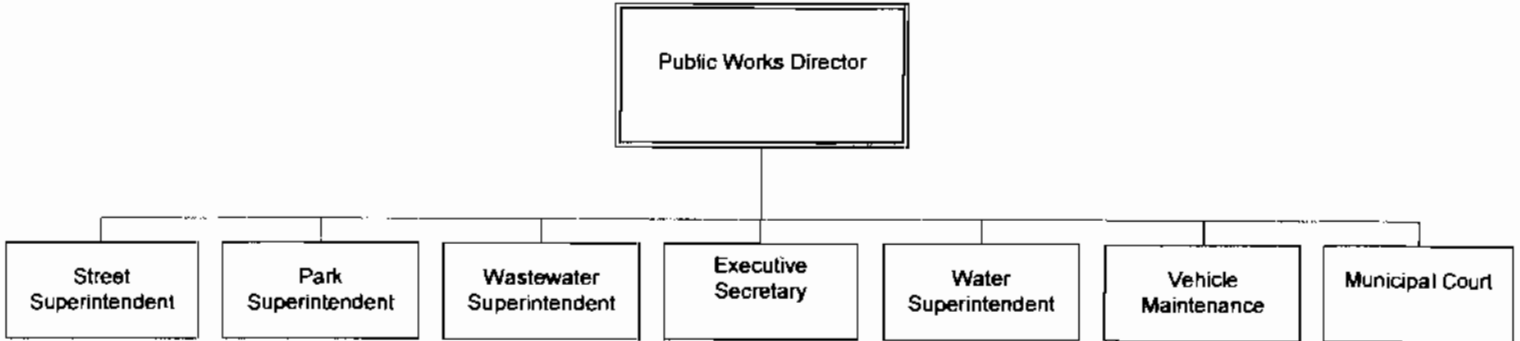 Public Works Director
Street
Superintendent
Park
Superintendent
Wastewater
Superintendent
Executive
Secretary
Water
Superintendent
Vehicle
Maintenance
Municipal Court